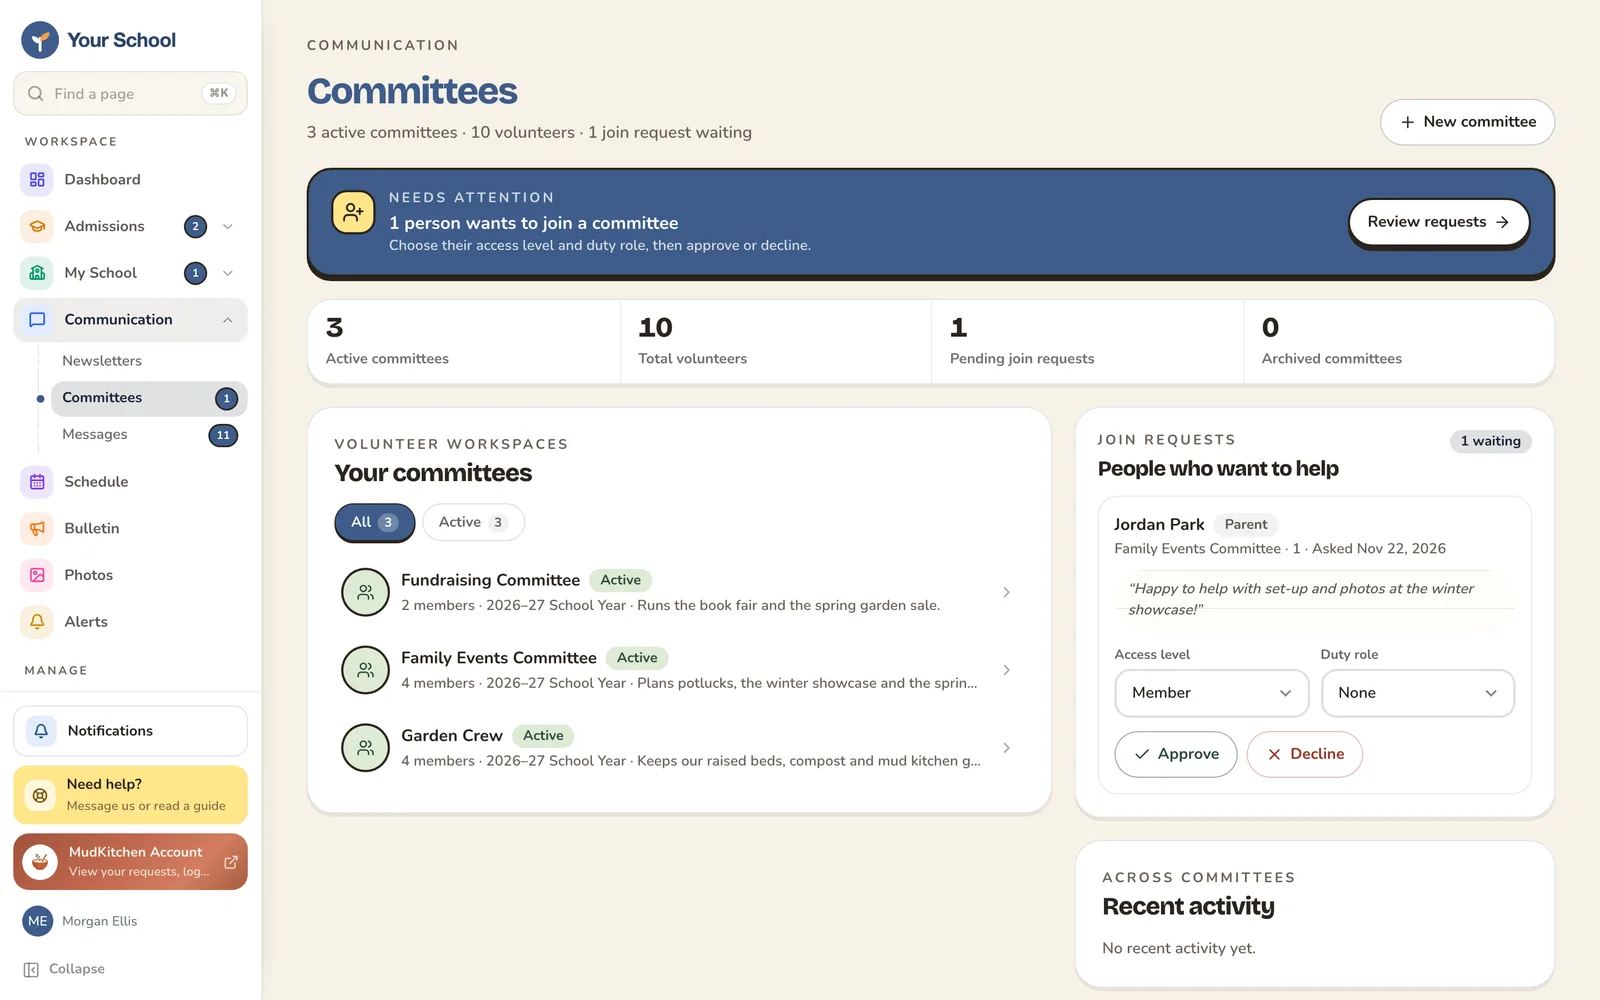 Your School
Find a page
⌘K
WORKSPACE
Dashboard
Admissions 2
My School 1
Communication
Newsletters
Committees 1
Messages 11
Schedule
Bulletin
Photos
Alerts
MANAGE
Notifications
Need help?
Message us or read a guide
MudKitchen Account
View your requests, log...
ME Morgan Ellis
Collapse
COMMUNICATION
Committees
3 active committees · 10 volunteers · 1 join request waiting
+ New committee
NEEDS ATTENTION
1 person wants to join a committee
Choose their access level and duty role, then approve or decline.
Review requests →
3
Active committees
10
Total volunteers
1
Pending join requests
0
Archived committees
VOLUNTEER WORKSPACES
Your committees
All 3
Active 3
Fundraising Committee Active
2 members · 2026–27 School Year · Runs the book fair and the spring garden sale.
Family Events Committee Active
4 members · 2026–27 School Year · Plans potlucks, the winter showcase and the sprin...
Garden Crew Active
4 members · 2026–27 School Year · Keeps our raised beds, compost and mud kitchen g...
JOIN REQUESTS
1 waiting
People who want to help
Jordan Park Parent
Family Events Committee · 1 · Asked Nov 22, 2026
“Happy to help with set-up and photos at the winter
showcase!”
Access level
Duty role
Member
None
Approve
Decline
ACROSS COMMITTEES
Recent activity
No recent activity yet.